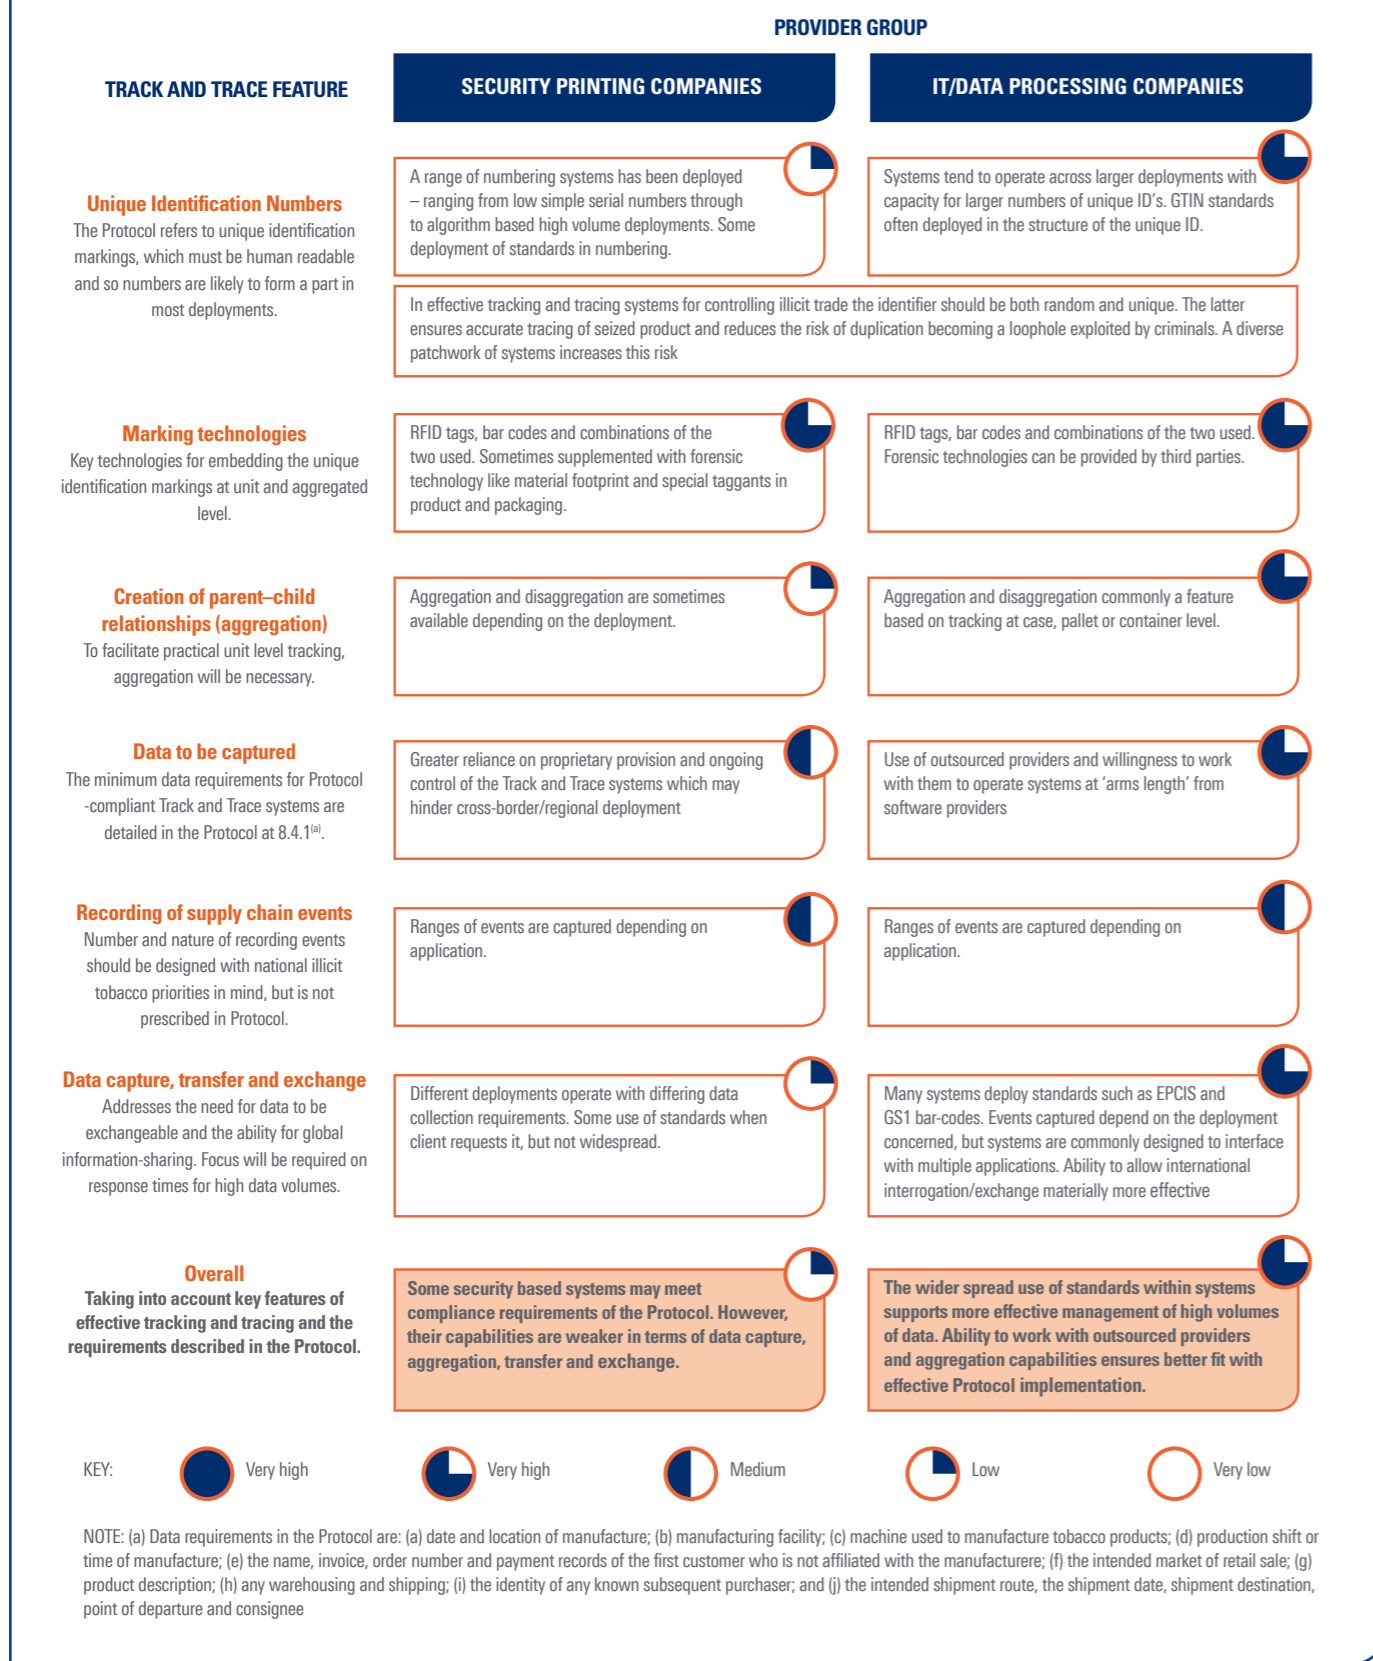 PROVIDER GROUP
TRACK AND TRACE FEATURE
SECURITY PRINTING COMPANIES
IT/DATA PROCESSING COMPANIES
Unique Identification Numbers
The Protocol refers to unique identification
markings, which must be human readable
and so numbers are likely to form a part in
most deployments.
A range of numbering systems has been deployed
– ranging from low simple serial numbers through
to algorithm based high volume deployments. Some
deployment of standards in numbering.
Systems tend to operate across larger deployments with
capacity for larger numbers of unique ID's. GTIN standards
often deployed in the structure of the unique ID.
In effective tracking and tracing systems for controlling illicit trade the identifier should be both random and unique. The latter
ensures accurate tracing of seized product and reduces the risk of duplication becoming a loophole exploited by criminals. A diverse
patchwork of systems increases this risk
Marking technologies
Key technologies for embedding the unique
identification markings at unit and aggregated
level.
RFID tags, bar codes and combinations of the
two used. Sometimes supplemented with forensic
technology like material footprint and special taggants in
product and packaging.
RFID tags, bar codes and combinations of the two used.
Forensic technologies can be provided by third parties.
Creation of parent–child
relationships (aggregation)
To facilitate practical unit level tracking,
aggregation will be necessary.
Aggregation and disaggregation are sometimes
available depending on the deployment.
Aggregation and disaggregation commonly a feature
based on tracking at case, pallet or container level.
Data to be captured
The minimum data requirements for Protocol
-compliant Track and Trace systems are
detailed in the Protocol at 8.4.1(a).
Greater reliance on proprietary provision and ongoing
control of the Track and Trace systems which may
hinder cross-border/regional deployment
Use of outsourced providers and willingness to work
with them to operate systems at 'arms length' from
software providers
Recording of supply chain events
Number and nature of recording events
should be designed with national illicit
tobacco priorities in mind, but is not
prescribed in Protocol.
Ranges of events are captured depending on
application.
Ranges of events are captured depending on
application.
Data capture, transfer and exchange
Addresses the need for data to be
exchangeable and the ability for global
information-sharing. Focus will be required on
response times for high data volumes.
Different deployments operate with differing data
collection requirements. Some use of standards when
client requests it, but not widespread.
Many systems deploy standards such as EPCIS and
GS1 bar-codes. Events captured depend on the deployment
concerned, but systems are commonly designed to interface
with multiple applications. Ability to allow international
interrogation/exchange materially more effective
Overall
Taking into account key features of
effective tracking and tracing and the
requirements described in the Protocol.
Some security based systems may meet
compliance requirements of the Protocol. However,
their capabilities are weaker in terms of data capture,
aggregation, transfer and exchange.
The wider spread use of standards within systems
supports more effective management of high volumes
of data. Ability to work with outsourced providers
and aggregation capabilities ensures better fit with
effective Protocol implementation.
KEY:
Very high
Very high
Medium
Low
Very low
NOTE: (a) Data requirements in the Protocol are: (a) date and location of manufacture; (b) manufacturing facility; (c) machine used to manufacture tobacco products; (d) production shift or
time of manufacture; (e) the name, invoice, order number and payment records of the first customer who is not affiliated with the manufacturere; (f) the intended market of retail sale; (g)
product description; (h) any warehousing and shipping; (i) the identity of any known subsequent purchaser; and (j) the intended shipment route, the shipment date, shipment destination,
point of departure and consignee